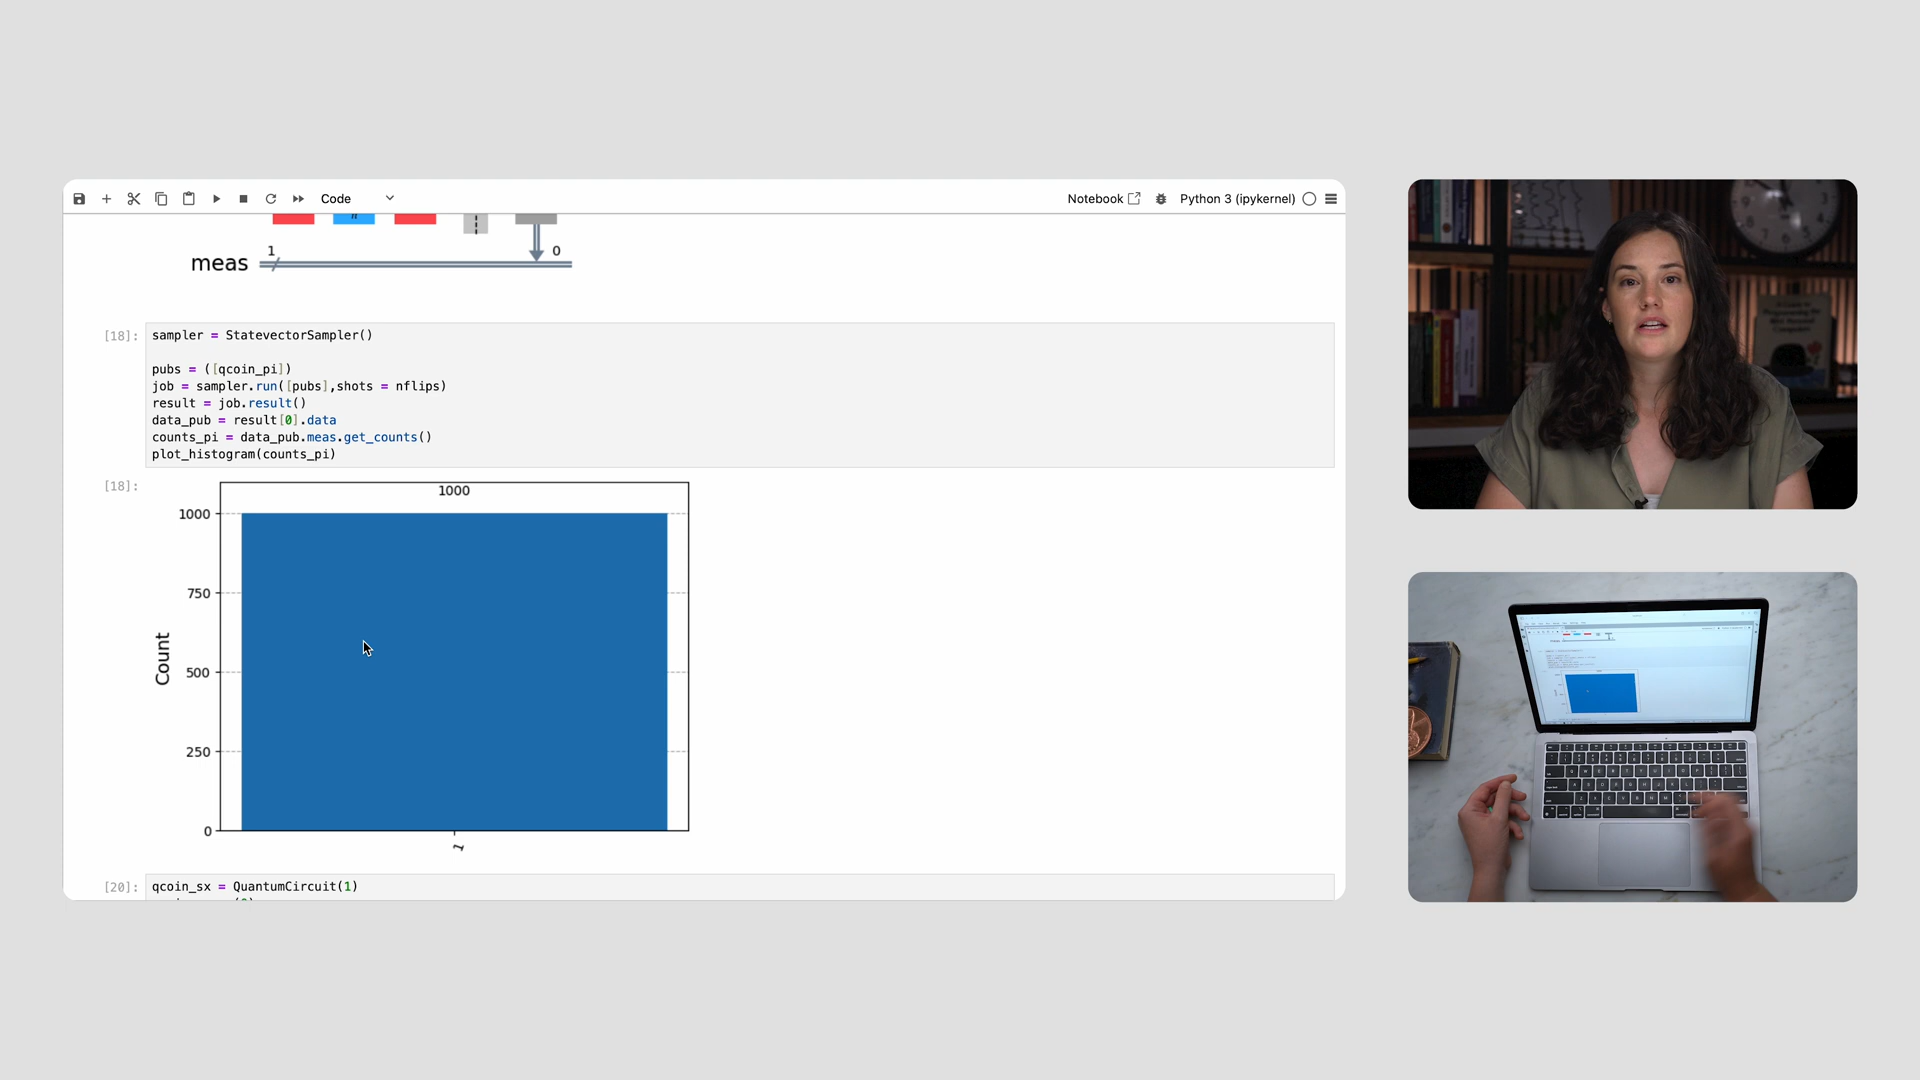 Code
Notebook
Python 3 (ipykernel)
π
1
0
meas
[18]:
sampler = StatevectorSampler()
pubs = ([qcoin_pi])
job = sampler.run([pubs],shots = nflips)
result = job.result()
data_pub = result[0].data
counts_pi = data_pub.meas.get_counts()
plot_histogram(counts_pi)
[18]:
1000
1000
750
500
250
0
Count
1
[20]:
qcoin_sx = QuantumCircuit(1)